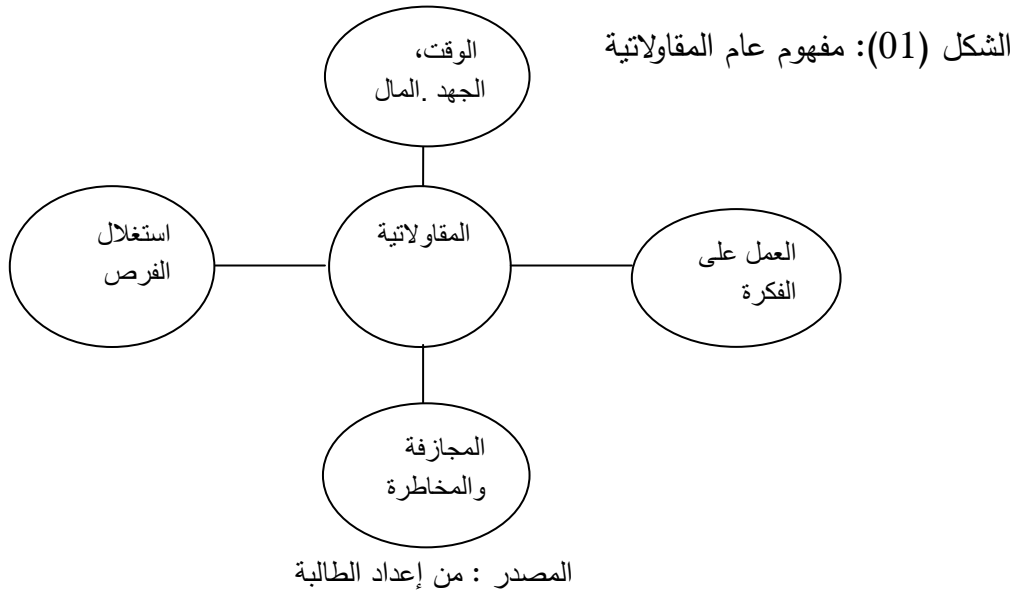 الشكل (01): مفهوم عام المقاولاتية
الوقت،
الجهد .المال
المقاولاتية
العمل على
الفكرة
استغلال
الفرص
المجازفة
والمخاطرة
المصدر : من إعداد الطالبة